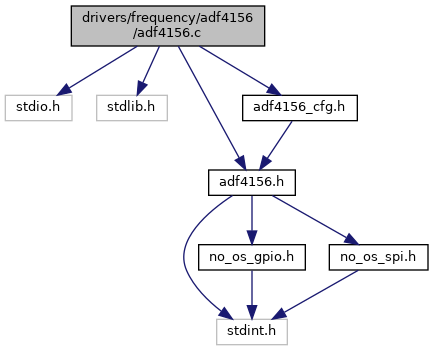 drivers/frequency/adf4156
/adf4156.c
stdio.h
stdlib.h
adf4156_cfg.h
adf4156.h
no_os_gpio.h
no_os_spi.h
stdint.h